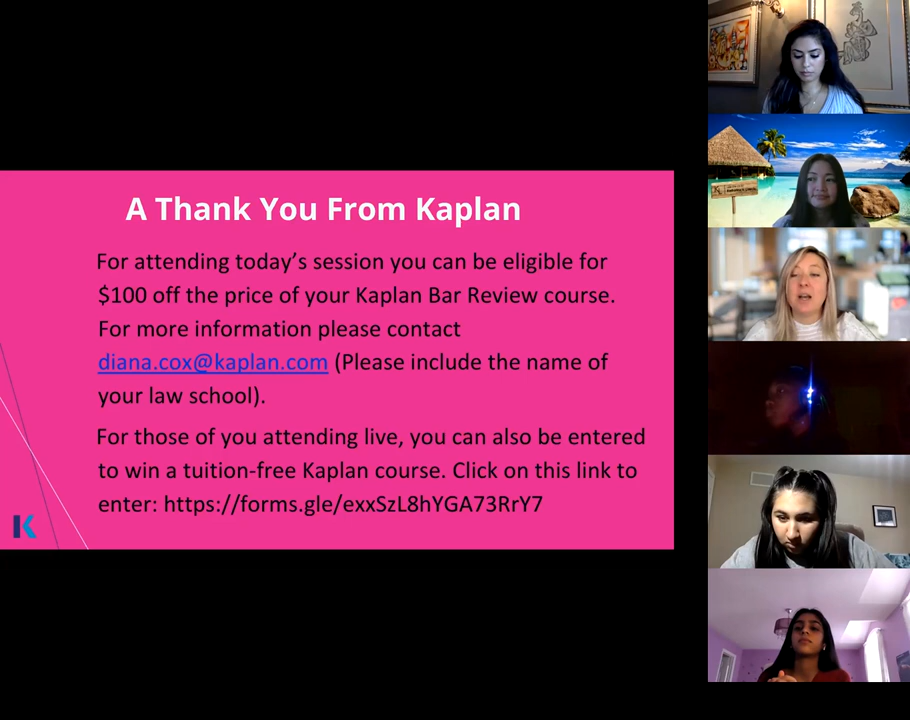 A Thank You From Kaplan
For attending today's session you can be eligible for
$100 off the price of your Kaplan Bar Review course.
For more information please contact
diana.cox@kaplan.com (Please include the name of
your law school).
For those of you attending live, you can also be entered
to win a tuition-free Kaplan course. Click on this link to
enter: https://forms.gle/exxSzL8hYGA73RrY7
K